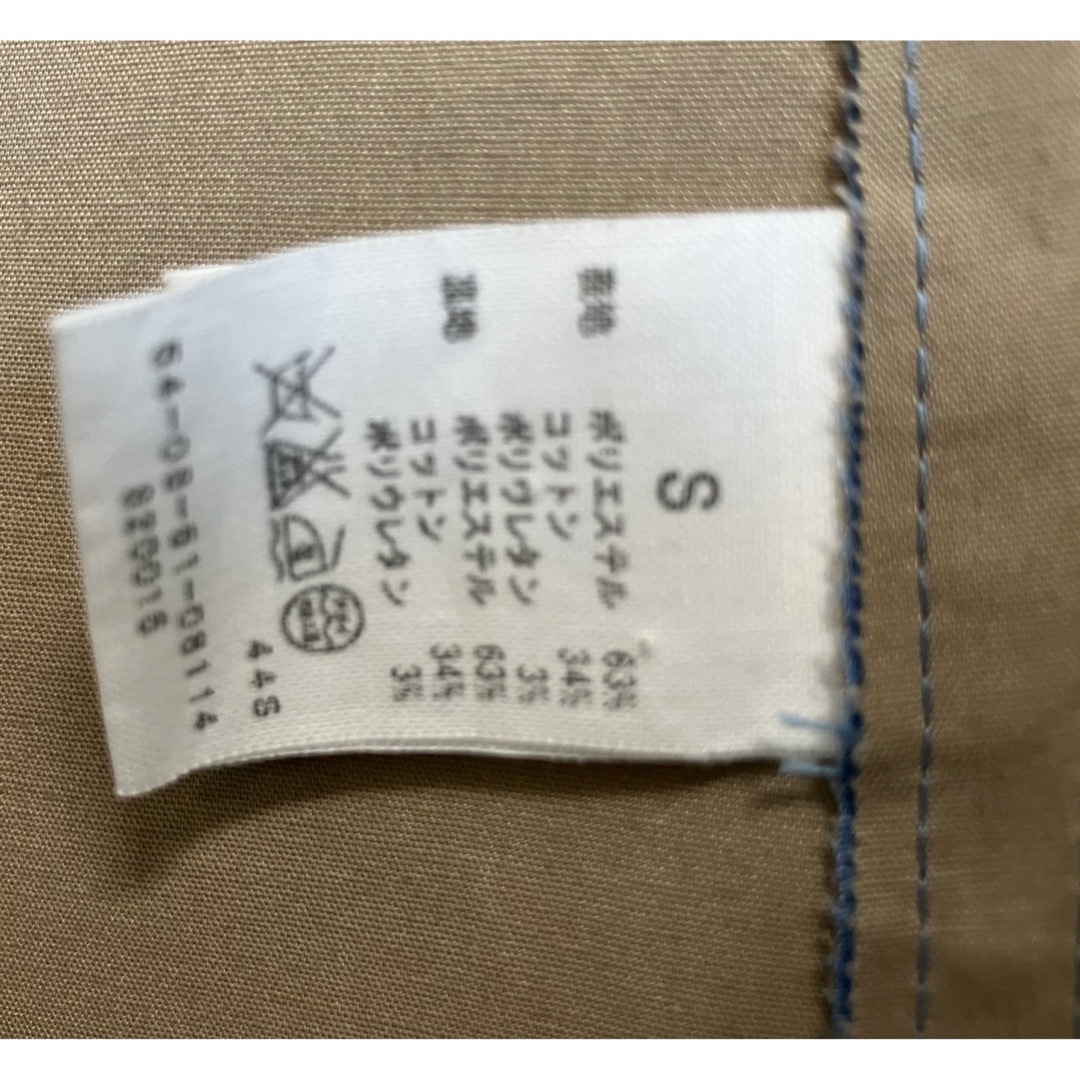 S
表地 ポリエステル 63%
コットン 34%
ポリウレタン 3%
ポリエステル 63%
コットン 34%
ポリウレタン 3%
44S
64-08-61-08114
820015